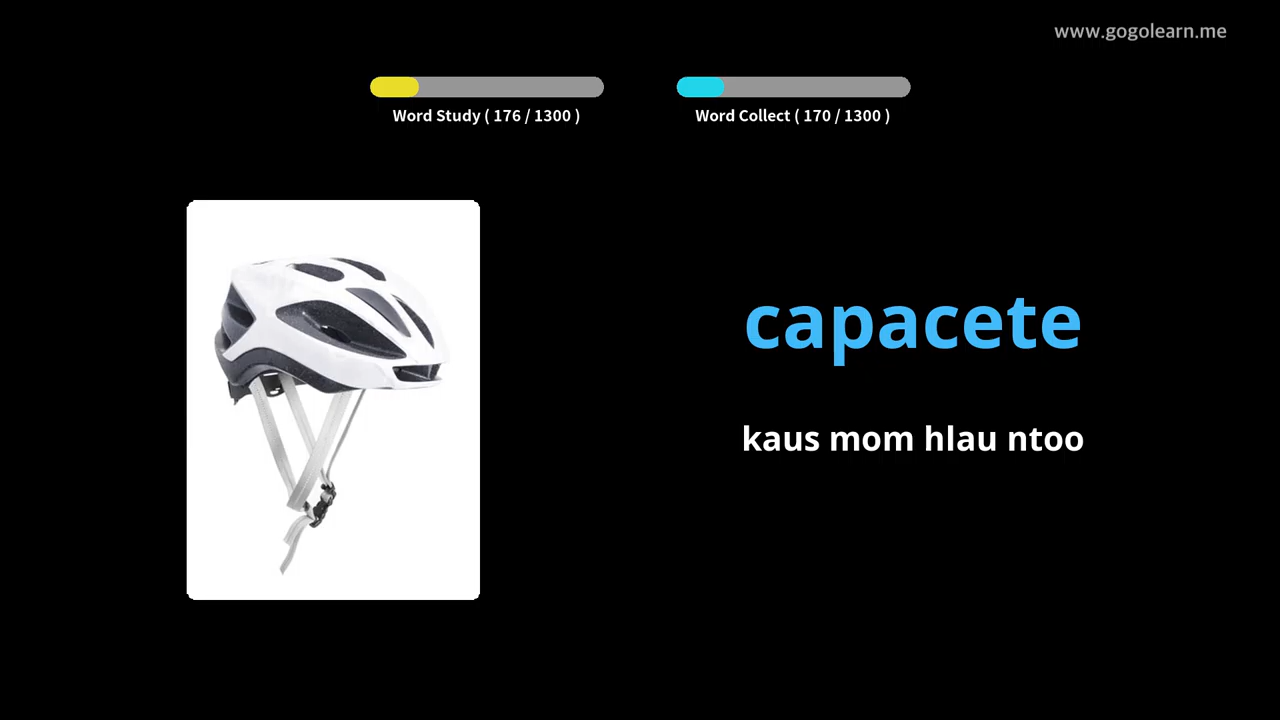 www.gogolearn.me
Word Study ( 176 / 1300 )
Word Collect ( 170 / 1300 )
capacete
kaus mom hlau ntoo